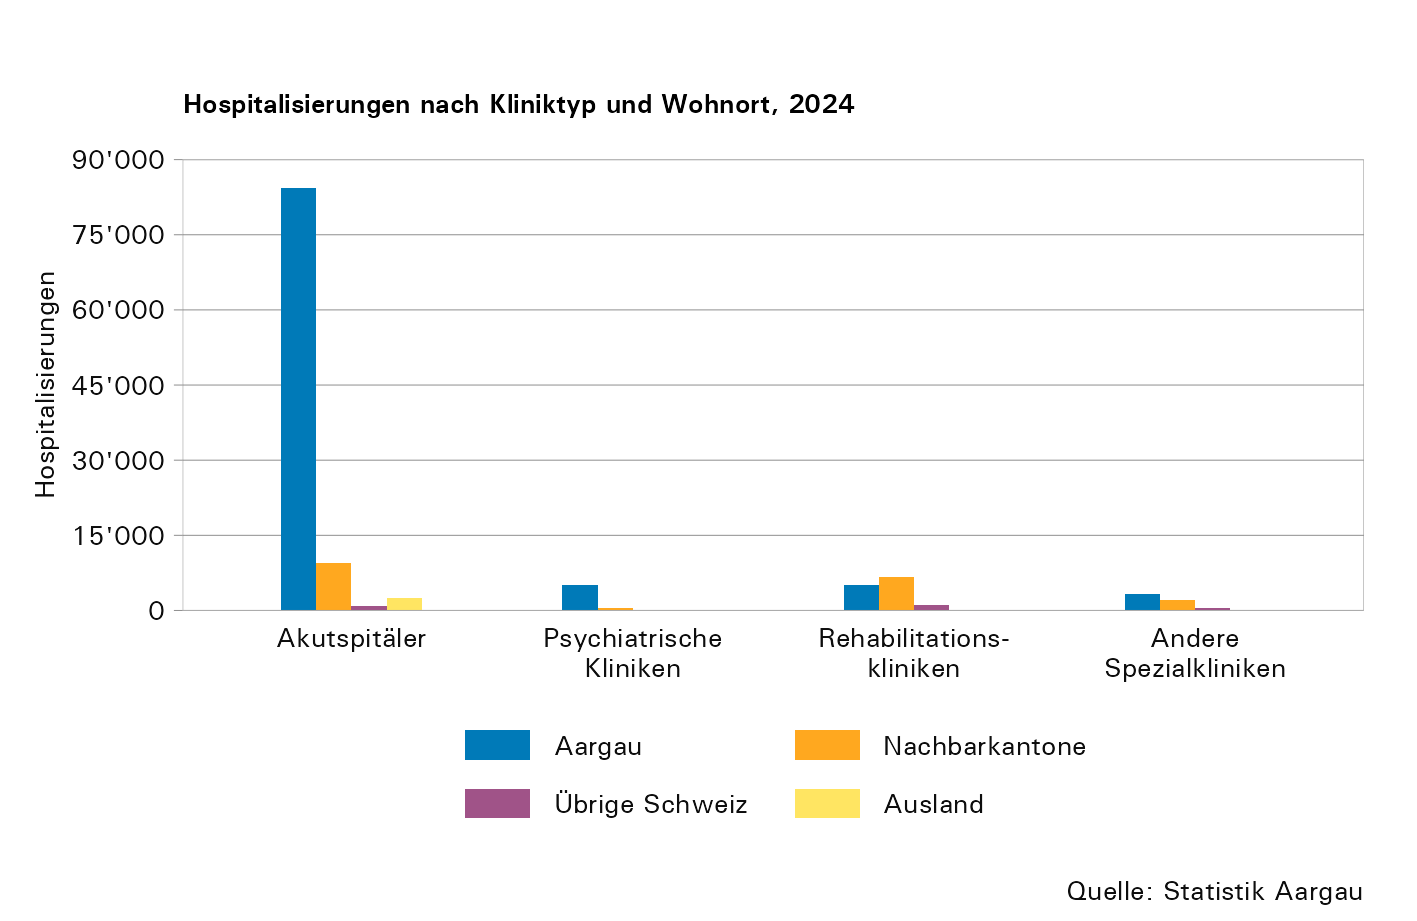 Hospitalisierungen nach Kliniktyp und Wohnort, 2024
90'000
75'000
60'000
45'000
30'000
15'000
0
Hospitalisierungen
Akutspitäler
Psychiatrische
Kliniken
Rehabilitations-
kliniken
Andere
Spezialkliniken
Aargau
Nachbarkantone
Übrige Schweiz
Ausland
Quelle: Statistik Aargau